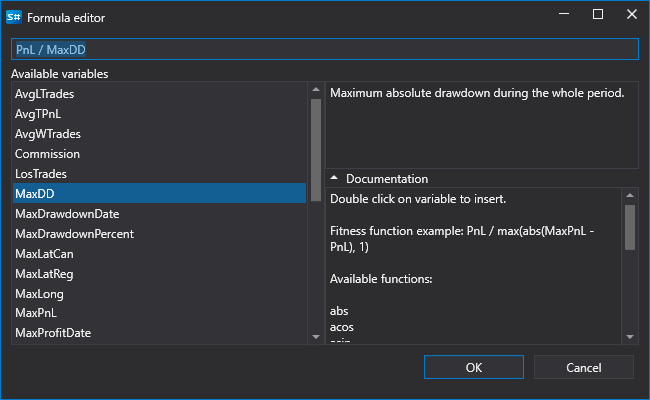 S# Formula editor
PnL / MaxDD
Available variables
AvgLTrades
AvgTPnL
AvgWTrades
Commission
LosTrades
MaxDD
MaxDrawdownDate
MaxDrawdownPercent
MaxLatCan
MaxLatReg
MaxLong
MaxPnL
MaxProfitDate
Maximum absolute drawdown during the whole period.
Documentation
Double click on variable to insert.
Fitness function example: PnL / max(abs(MaxPnL -
PnL), 1)
Available functions:
abs
acos
OK Cancel